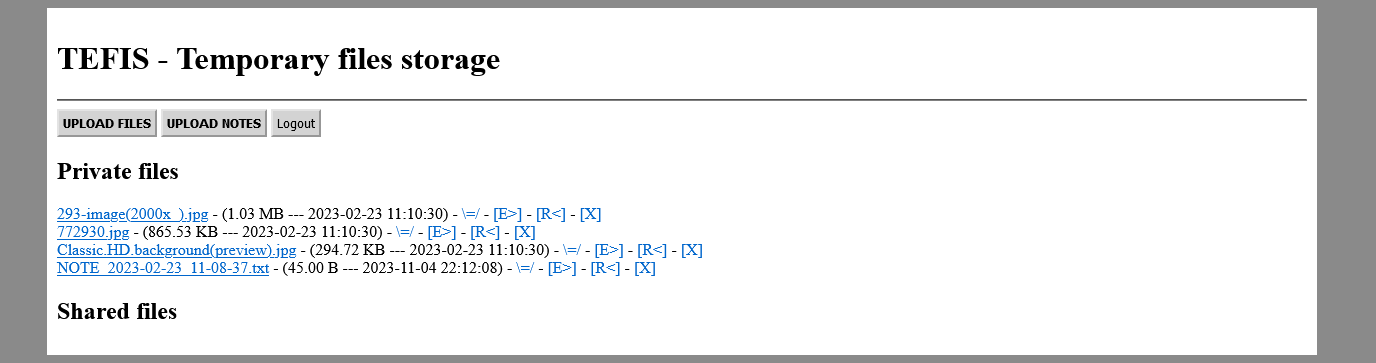 TEFIS - Temporary files storage
UPLOAD FILES UPLOAD NOTES Logout
Private files
293-image(2000x_).jpg - (1.03 MB --- 2023-02-23 11:10:30) - \=/ - [E>] - [R<] - [X]
772930.jpg - (865.53 KB --- 2023-02-23 11:10:30) - \=/ - [E>] - [R<] - [X]
Classic.HD.background(preview).jpg - (294.72 KB --- 2023-02-23 11:10:30) - \=/ - [E>] - [R<] - [X]
NOTE_2023-02-23_11-08-37.txt - (45.00 B --- 2023-11-04 22:12:08) - \=/ - [E>] - [R<] - [X]
Shared files